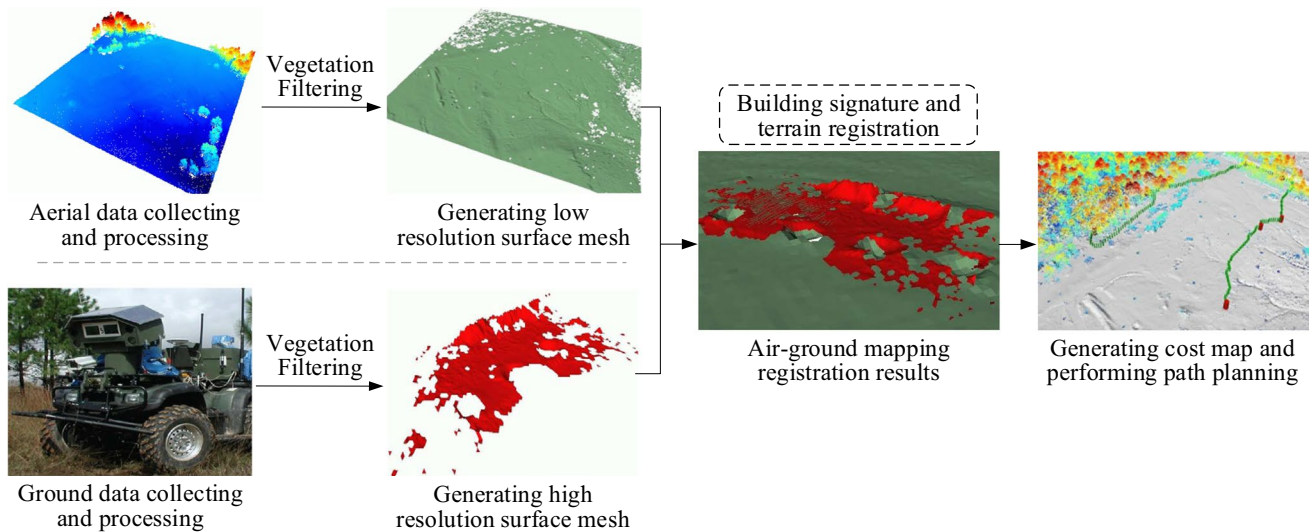 Vegetation
Filtering
Aerial data collecting
and processing
Generating low
resolution surface mesh
Vegetation
Filtering
Ground data collecting
and processing
Generating high
resolution surface mesh
Building signature and
terrain registration
Air-ground mapping
registration results
Generating cost map and
performing path planning